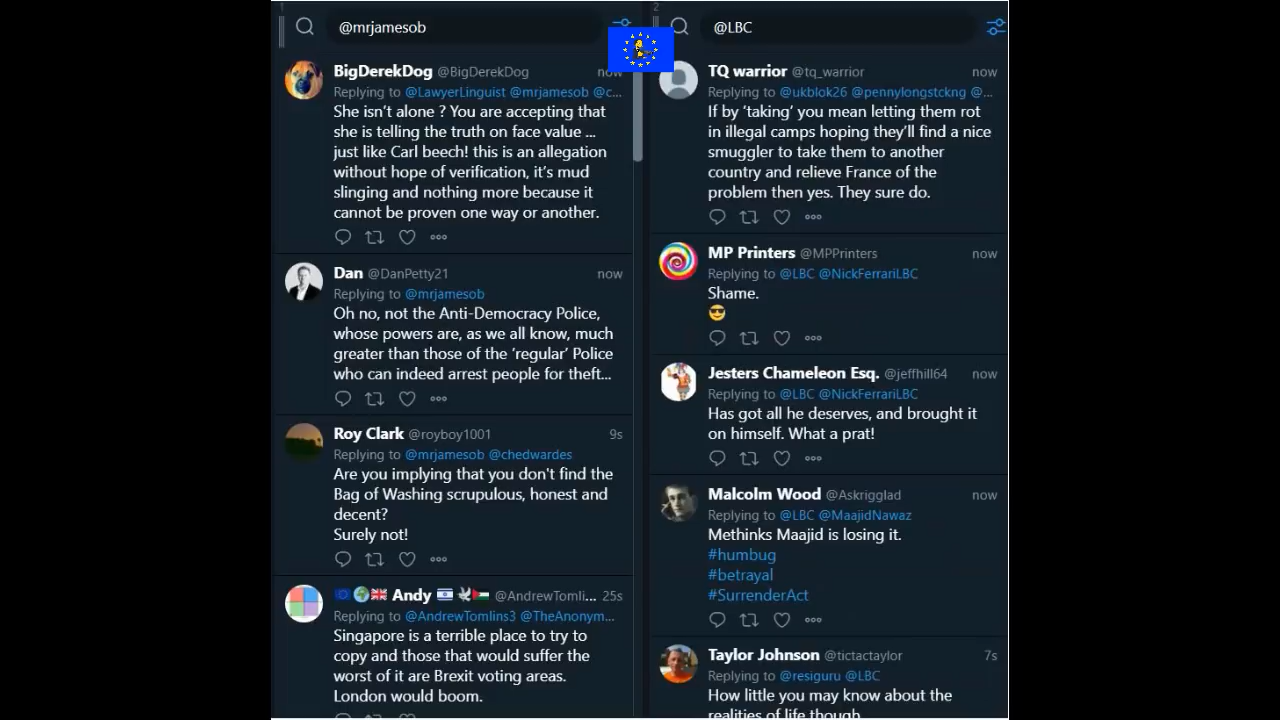 1
@mrjamesob
BigDerekDog @BigDerekDog now
Replying to @LawyerLinguist @mrjamesob @c...
She isn’t alone ? You are accepting that
she is telling the truth on face value ...
just like Carl beech! this is an allegation
without hope of verification, it’s mud
slinging and nothing more because it
cannot be proven one way or another.
Dan @DanPetty21 now
Replying to @mrjamesob
Oh no, not the Anti-Democracy Police,
whose powers are, as we all know, much
greater than those of the ‘regular’ Police
who can indeed arrest people for theft...
Roy Clark @royboy1001 9s
Replying to @mrjamesob @chedwardes
Are you implying that you don't find the
Bag of Washing scrupulous, honest and
decent?
Surely not!
🇪🇺🌍🇬🇧 Andy 🇮🇱 🕊🇵🇸 @AndrewTomli... 25s
Replying to @AndrewTomlins3 @TheAnonym...
Singapore is a terrible place to try to
copy and those that would suffer the
worst of it are Brexit voting areas.
London would boom.
2
@LBC
TQ warrior @tq_warrior now
Replying to @ukblok26 @pennylongstckng @...
If by ‘taking’ you mean letting them rot
in illegal camps hoping they’ll find a nice
smuggler to take them to another
country and relieve France of the
problem then yes. They sure do.
MP Printers @MPPrinters now
Replying to @LBC @NickFerrariLBC
Shame.
😎
Jesters Chameleon Esq. @jeffhill64 now
Replying to @LBC @NickFerrariLBC
Has got all he deserves, and brought it
on himself. What a prat!
Malcolm Wood @Askrigglad now
Replying to @LBC @MaajidNawaz
Methinks Maajid is losing it.
#humbug
#betrayal
#SurrenderAct
Taylor Johnson @tictactaylor 7s
Replying to @resiguru @LBC
How little you may know about the
realities of life though